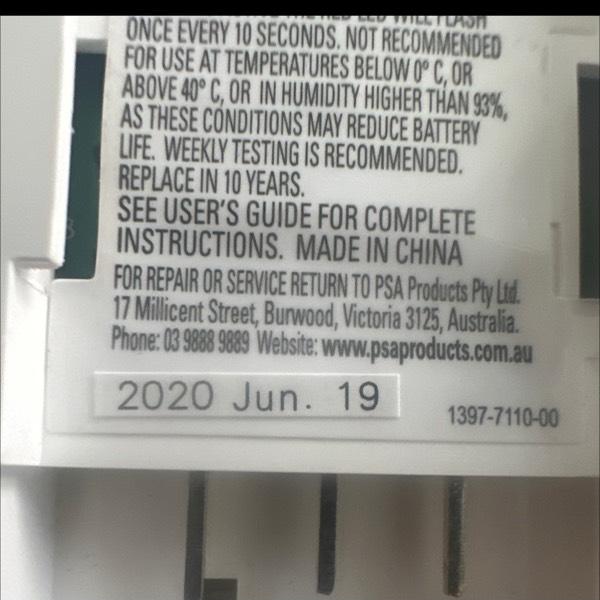 THE RED LED WILL FLASH
ONCE EVERY 10 SECONDS. NOT RECOMMENDED
FOR USE AT TEMPERATURES BELOW 0° C, OR
ABOVE 40° C, OR IN HUMIDITY HIGHER THAN 93%,
AS THESE CONDITIONS MAY REDUCE BATTERY
LIFE. WEEKLY TESTING IS RECOMMENDED.
REPLACE IN 10 YEARS.
SEE USER'S GUIDE FOR COMPLETE
INSTRUCTIONS. MADE IN CHINA
FOR REPAIR OR SERVICE RETURN TO PSA Products Pty Ltd.
17 Millicent Street, Burwood, Victoria 3125, Australia.
Phone: 03 9888 9889 Website: www.psaproducts.com.au
2020 Jun. 19
1397-7110-00